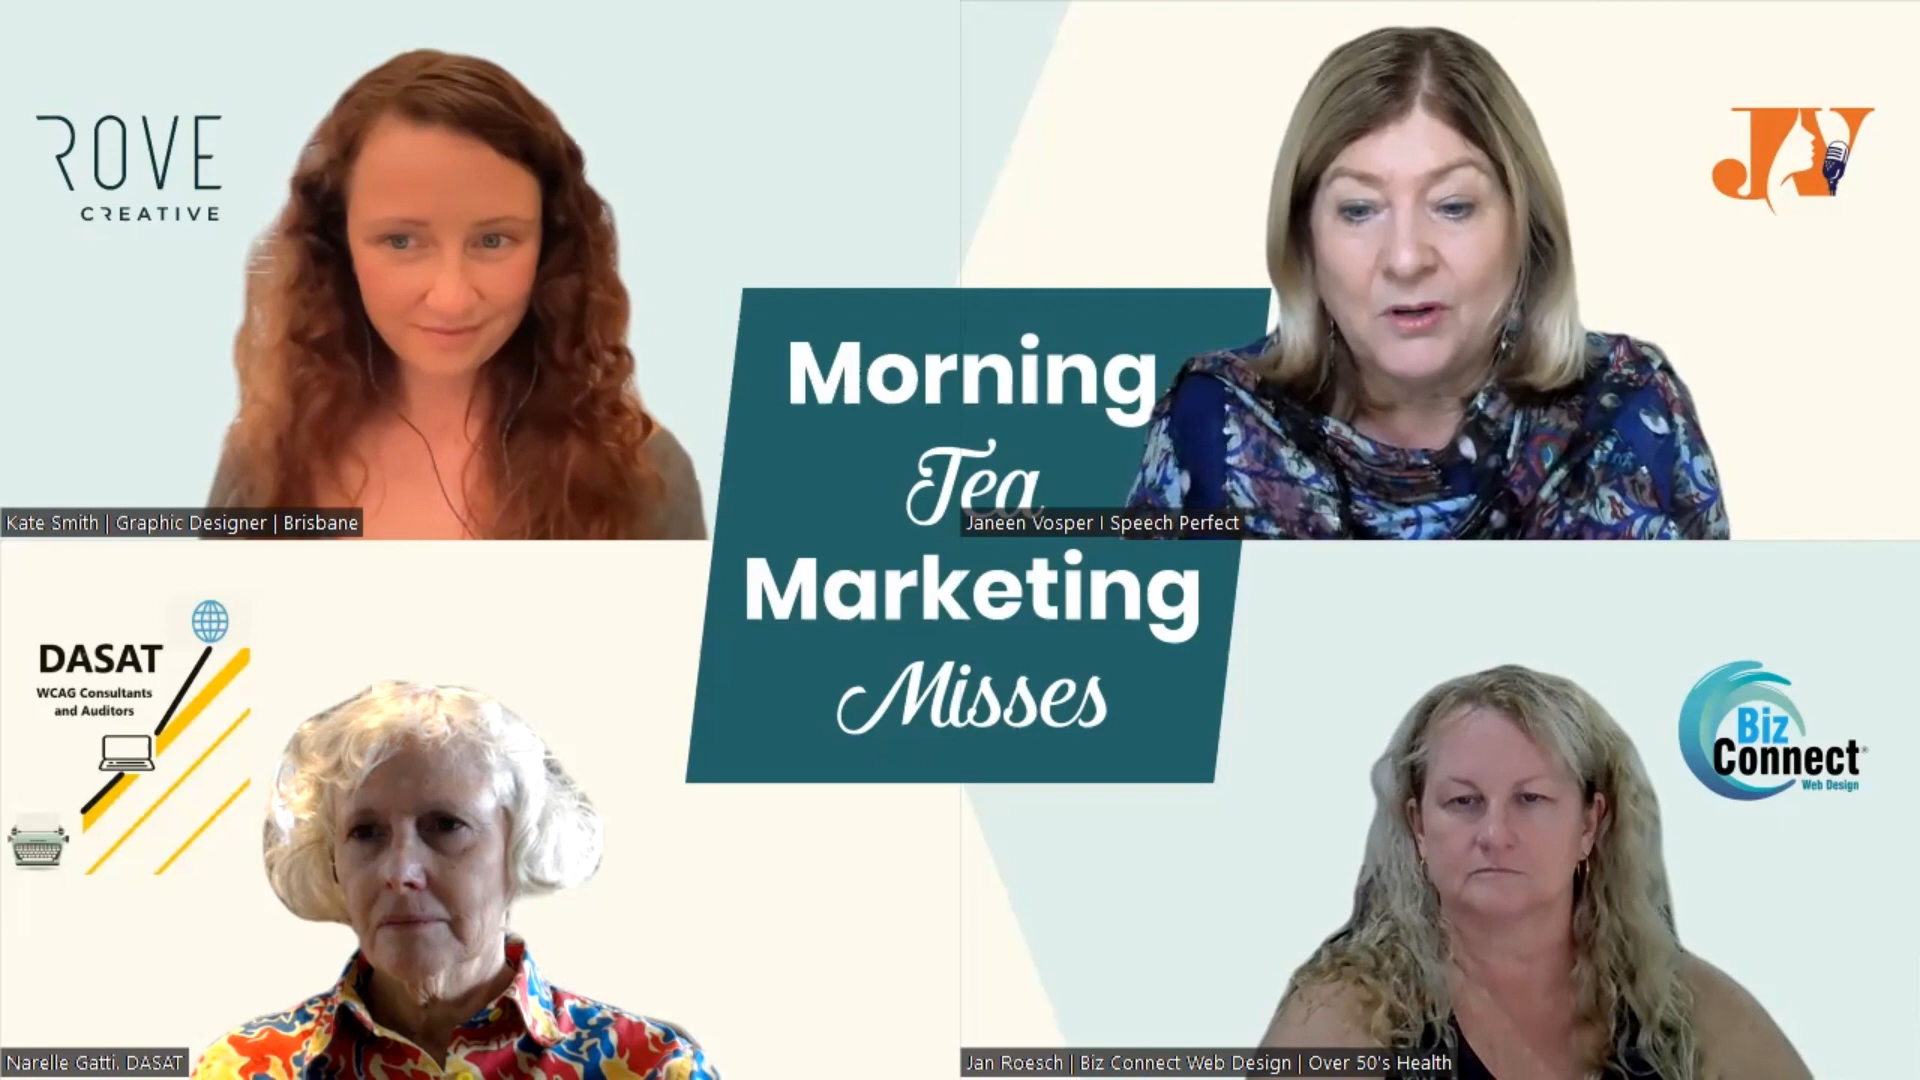 ROVE
CREATIVE
Kate Smith | Graphic Designer | Brisbane
JV
Janeen Vosper I Speech Perfect
Morning
Tea
Marketing
Misses
DASAT
WCAG Consultants
and Auditors
Narelle Gatti. DASAT
Biz
Connect®
Web Design
Jan Roesch | Biz Connect Web Design | Over 50's Health